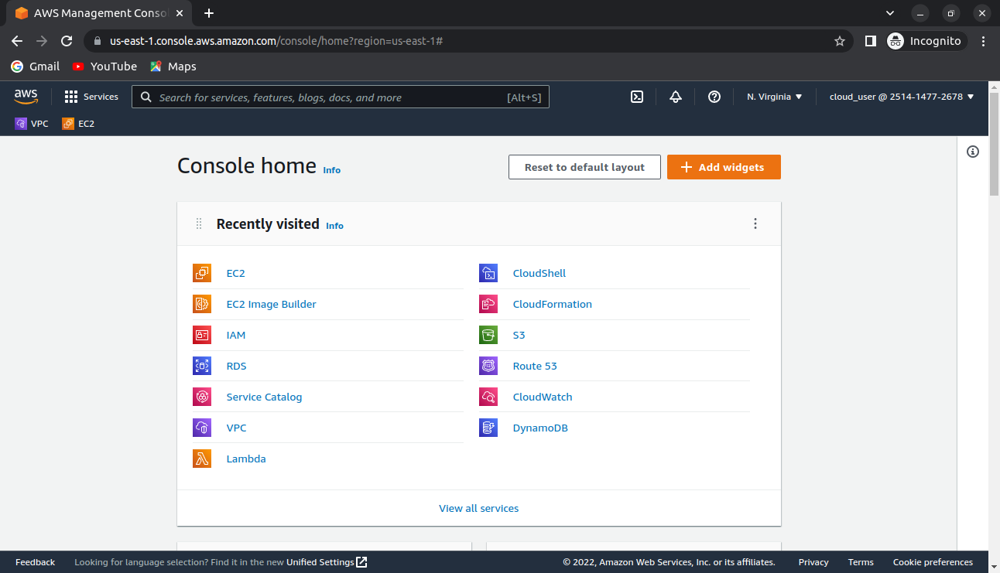 AWS Management Conso
us-east-1.console.aws.amazon.com/console/home?region=us-east-1#
Incognito
Gmail YouTube Maps
aws Services Search for services, features, blogs, docs, and more [Alt+S] N. Virginia cloud_user @ 2514-1477-2678
VPC EC2
Console home Info Reset to default layout Add widgets
Recently visited Info
EC2 CloudShell
EC2 Image Builder CloudFormation
IAM S3
RDS Route 53
Service Catalog CloudWatch
VPC DynamoDB
Lambda
View all services
Feedback Looking for language selection? Find it in the new Unified Settings © 2022, Amazon Web Services, Inc. or its affiliates. Privacy Terms Cookie preferences